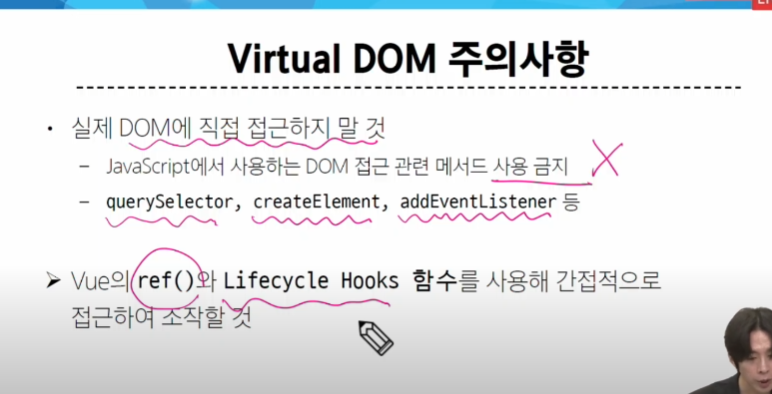 Virtual DOM 주의사항
• 실제 DOM에 직접 접근하지 말 것
– JavaScript에서 사용하는 DOM 접근 관련 메서드 사용 금지
– querySelector, createElement, addEventListener 등
➢ Vue의 ref()와 Lifecycle Hooks 함수를 사용해 간접적으로
접근하여 조작할 것